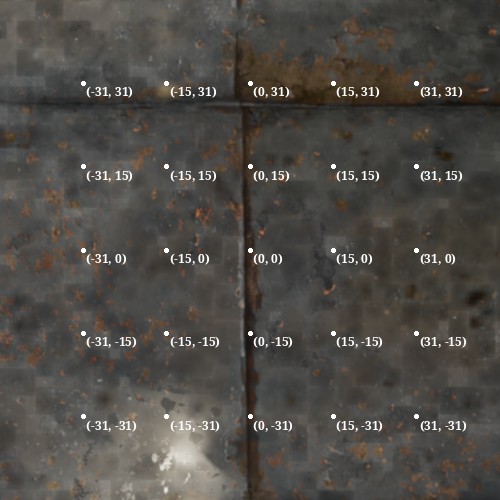 (-31, 31) (-15, 31) (0, 31) (15, 31) (31, 31)
(-31, 15) (-15, 15) (0, 15) (15, 15) (31, 15)
(-31, 0) (-15, 0) (0, 0) (15, 0) (31, 0)
(-31, -15) (-15, -15) (0, -15) (15, -15) (31, -15)
(-31, -31) (-15, -31) (0, -31) (15, -31) (31, -31)